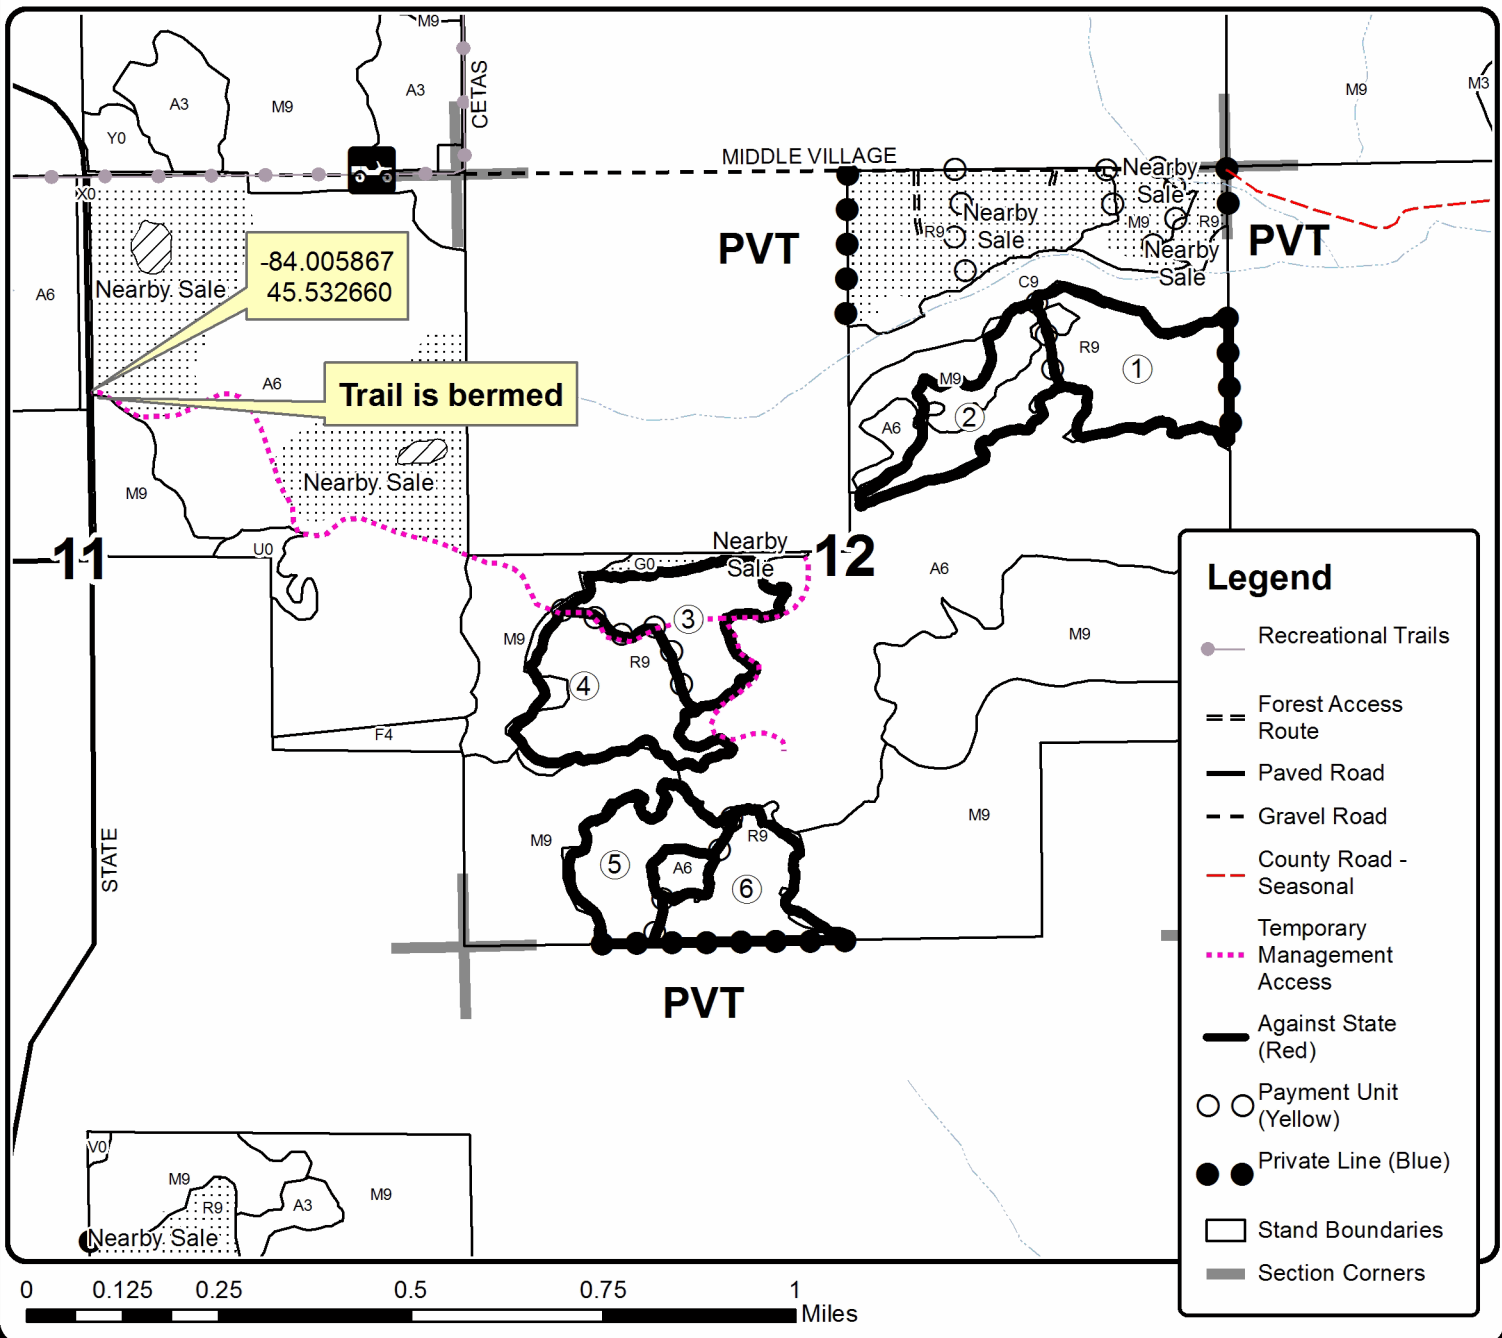 M9
CETAS
A3
M9
A3
Y0
M9
M3
MIDDLE VILLAGE
X0
Nearby
Sale
Nearby
Sale
R9
M9
R9
PVT
PVT
Nearby
Sale
-84.005867
45.532660
A6
Nearby Sale
C9
R9
1
A6
Trail is bermed
M9
2
A6
Nearby Sale
M9
11
U0
Nearby
Sale
12
G0
A6
3
M9
R9
M9
4
F4
STATE
M9
M9
R9
5
A6
6
PVT
V0
M9
R9
A3
M9
Nearby Sale
Legend
Recreational Trails
Forest Access
Route
Paved Road
Gravel Road
County Road -
Seasonal
Temporary
Management
Access
Against State
(Red)
Payment Unit
(Yellow)
Private Line (Blue)
Stand Boundaries
Section Corners
0 0.125 0.25 0.5 0.75 1
Miles